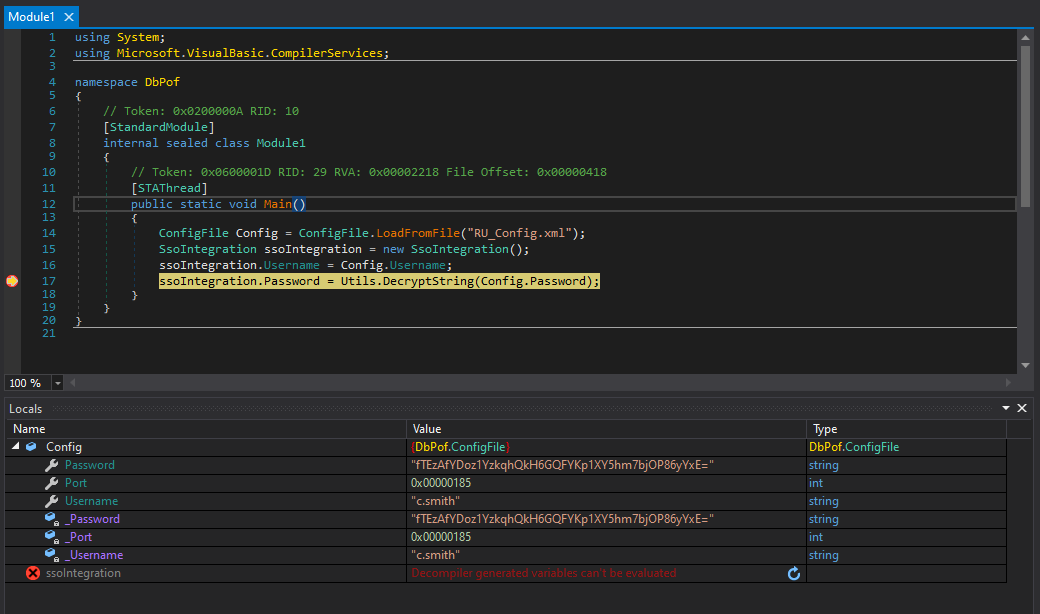 Module1
1 using System;
2 using Microsoft.VisualBasic.CompilerServices;
3
4 namespace DbPof
5 {
6 // Token: 0x0200000A RID: 10
7 [StandardModule]
8 internal sealed class Module1
9 {
10 // Token: 0x0600001D RID: 29 RVA: 0x00002218 File Offset: 0x00000418
11 [STAThread]
12 public static void Main()
13 {
14 ConfigFile Config = ConfigFile.LoadFromFile("RU_Config.xml");
15 SsoIntegration ssoIntegration = new SsoIntegration();
16 ssoIntegration.Username = Config.Username;
17 ssoIntegration.Password = Utils.DecryptString(Config.Password);
18 }
19 }
20 }
21
100 %
Locals
Name Value Type
Config (DbPof.ConfigFile) DbPof.ConfigFile
Password "fTEzAfYDoz1YzkqhQkH6GQFYKp1XY5hm7bjOP86yYxE=" string
Port 0x00000185 int
Username "c.smith" string
_Password "fTEzAfYDoz1YzkqhQkH6GQFYKp1XY5hm7bjOP86yYxE=" string
_Port 0x00000185 int
_Username "c.smith" string
ssoIntegration Decompiler generated variables can't be evaluated